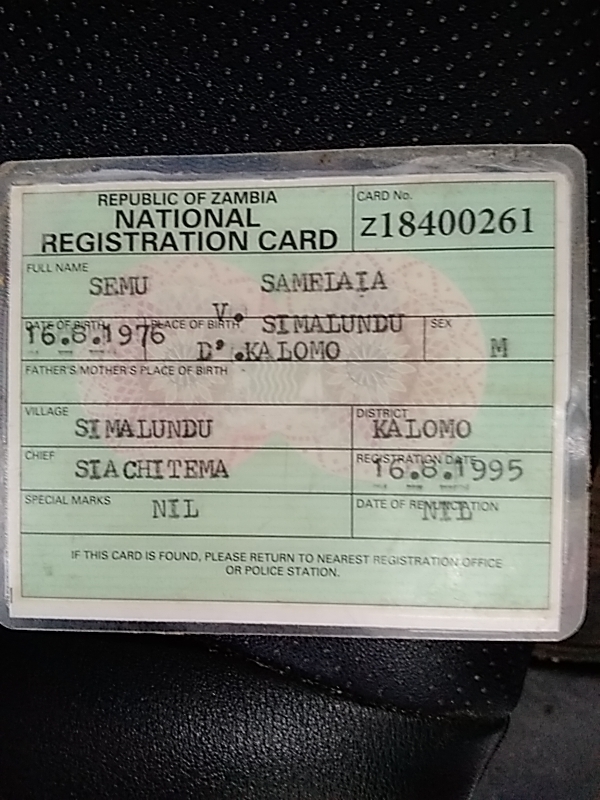 REPUBLIC OF ZAMBIA
NATIONAL
REGISTRATION CARD
CARD No.
Z18400261
FULL NAME
SEMU SAMELAIA
DATE OF BIRTH
16.8.1976
PLACE OF BIRTH
V. SIMALUNDU
D. KALOMO
SEX
M
FATHER'S/MOTHER'S PLACE OF BIRTH
VILLAGE
SIMALUNDU
DISTRICT
KALOMO
CHIEF
SIACHITEMA
REGISTRATION DATE
16.8.1995
SPECIAL MARKS
NIL
DATE OF RENUNCIATION
NIL
IF THIS CARD IS FOUND, PLEASE RETURN TO NEAREST REGISTRATION OFFICE
OR POLICE STATION.